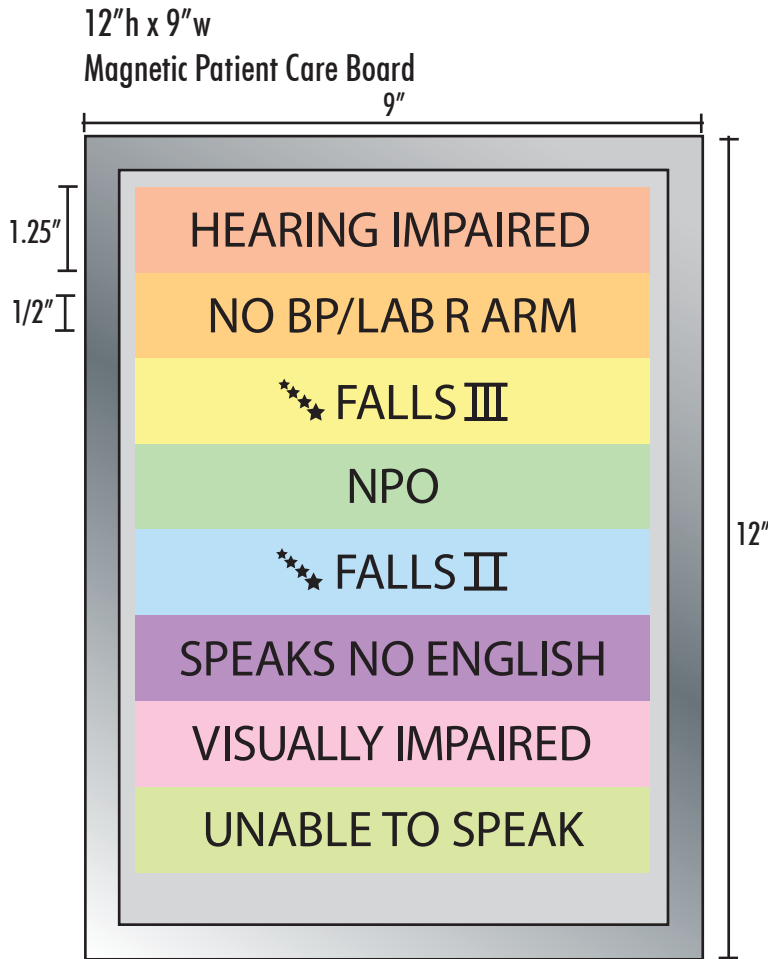 12"h x 9"w
Magnetic Patient Care Board
9"
1.25"
HEARING IMPAIRED
1/2"
NO BP/LAB R ARM
FALLS III
NPO
12"
FALLS II
SPEAKS NO ENGLISH
VISUALLY IMPAIRED
UNABLE TO SPEAK